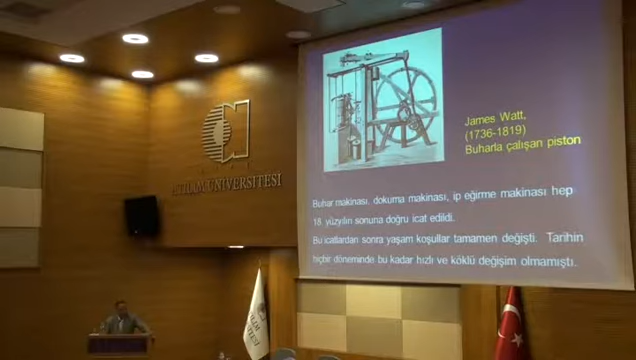 James Watt,
(1736-1819)
Buharla çalışan piston
Buhar makinası, dokuma makinası, ip eğirme makinası hep
18. yüzyılın sonuna doğru icat edildi.
Bu icatlardan sonra yaşam koşullar tamamen değişti. Tarihin
hiçbir döneminde bu kadar hızlı ve köklü değişim olmamıştı.
ATILIM ÜNİVERSİTESİ